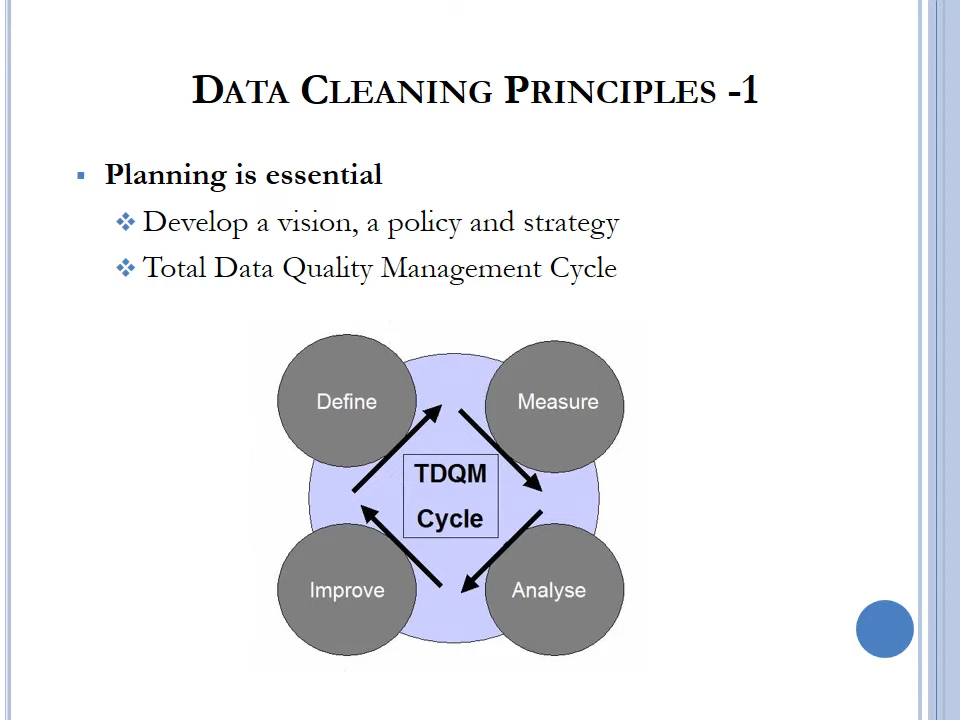 DATA CLEANING PRINCIPLES -1
Planning is essential
Develop a vision, a policy and strategy
Total Data Quality Management Cycle
Define
Measure
TDQM
Cycle
Improve
Analyse